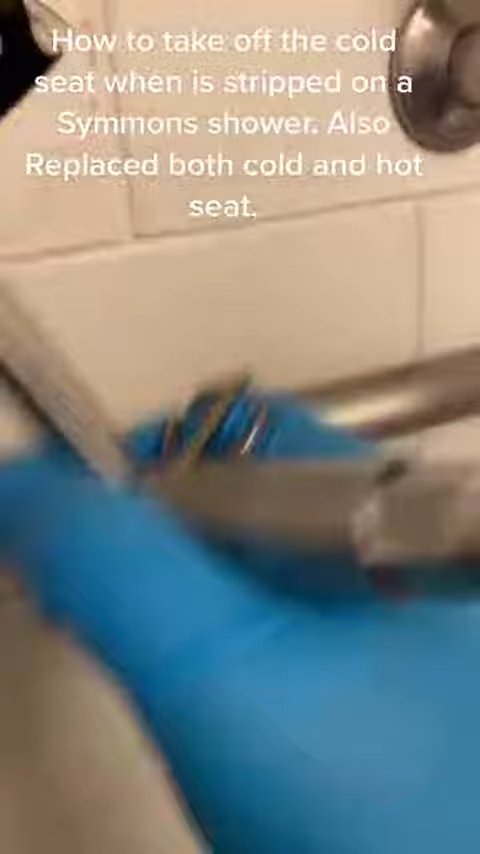 How to take off the cold
seat when is stripped on a
Symmons shower. Also
Replaced both cold and hot
seat.